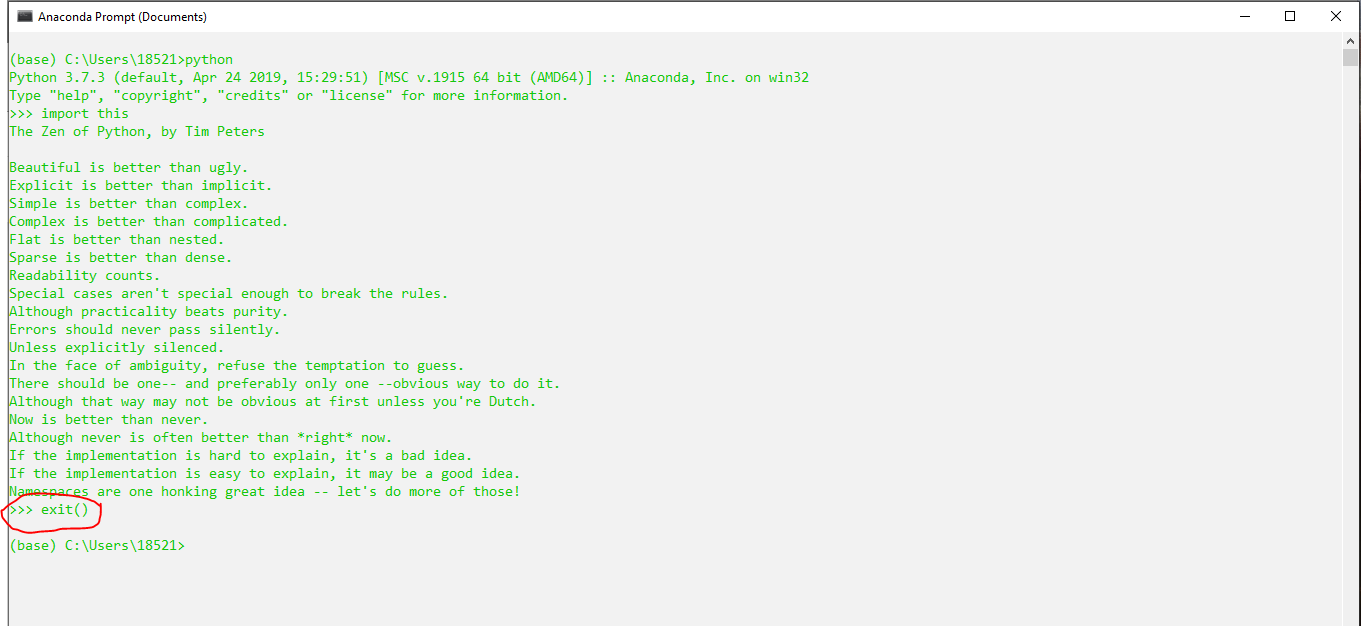 Anaconda Prompt (Documents)
(base) C:\Users\18521>python
Python 3.7.3 (default, Apr 24 2019, 15:29:51) [MSC v.1915 64 bit (AMD64)] :: Anaconda, Inc. on win32
Type "help", "copyright", "credits" or "license" for more information.
>>> import this
The Zen of Python, by Tim Peters

Beautiful is better than ugly.
Explicit is better than implicit.
Simple is better than complex.
Complex is better than complicated.
Flat is better than nested.
Sparse is better than dense.
Readability counts.
Special cases aren't special enough to break the rules.
Although practicality beats purity.
Errors should never pass silently.
Unless explicitly silenced.
In the face of ambiguity, refuse the temptation to guess.
There should be one-- and preferably only one --obvious way to do it.
Although that way may not be obvious at first unless you're Dutch.
Now is better than never.
Although never is often better than *right* now.
If the implementation is hard to explain, it's a bad idea.
If the implementation is easy to explain, it may be a good idea.
Namespaces are one honking great idea -- let's do more of those!
>>> exit()

(base) C:\Users\18521>